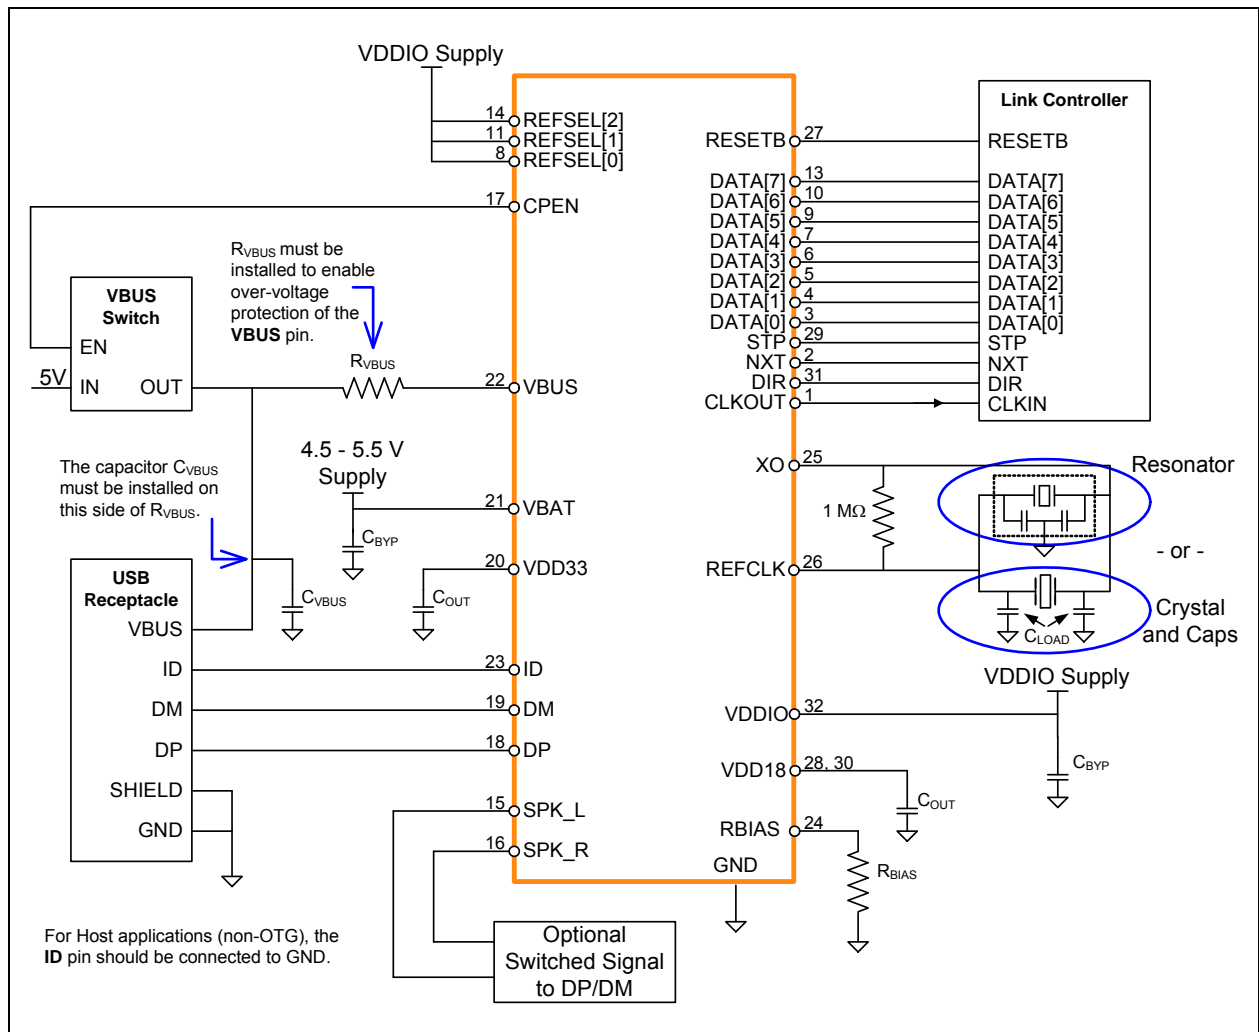 VDDIO Supply
14
REFSEL[2]
11
REFSEL[1]
8
REFSEL[0]
17
CPEN
RVBUS must be
installed to enable
over-voltage
protection of the
VBUS pin.
VBUS
Switch
EN
5V
IN
OUT
RVBUS
22
VBUS
4.5 - 5.5 V
Supply
21
VBAT
CBYP
The capacitor CVBUS
must be installed on
this side of RVBUS.
20
VDD33
COUT
CVBUS
USB
Receptacle
VBUS
ID
23
ID
DM
19
DM
DP
18
DP
SHIELD
GND
15
SPK_L
16
SPK_R
For Host applications (non-OTG), the
ID pin should be connected to GND.
Optional
Switched Signal
to DP/DM
GND
Link Controller
RESETB
27
RESETB
DATA[7]
13
DATA[7]
DATA[6]
10
DATA[6]
DATA[5]
9
DATA[5]
DATA[4]
7
DATA[4]
DATA[3]
6
DATA[3]
DATA[2]
5
DATA[2]
DATA[1]
4
DATA[1]
DATA[0]
3
DATA[0]
STP
29
STP
NXT
2
NXT
DIR
31
DIR
CLKOUT
1
CLKIN
XO
25
Resonator
1 MΩ
- or -
REFCLK
26
CLOAD
Crystal
and Caps
VDDIO Supply
VDDIO
32
CBYP
VDD18
28, 30
COUT
RBIAS
24
RBIAS